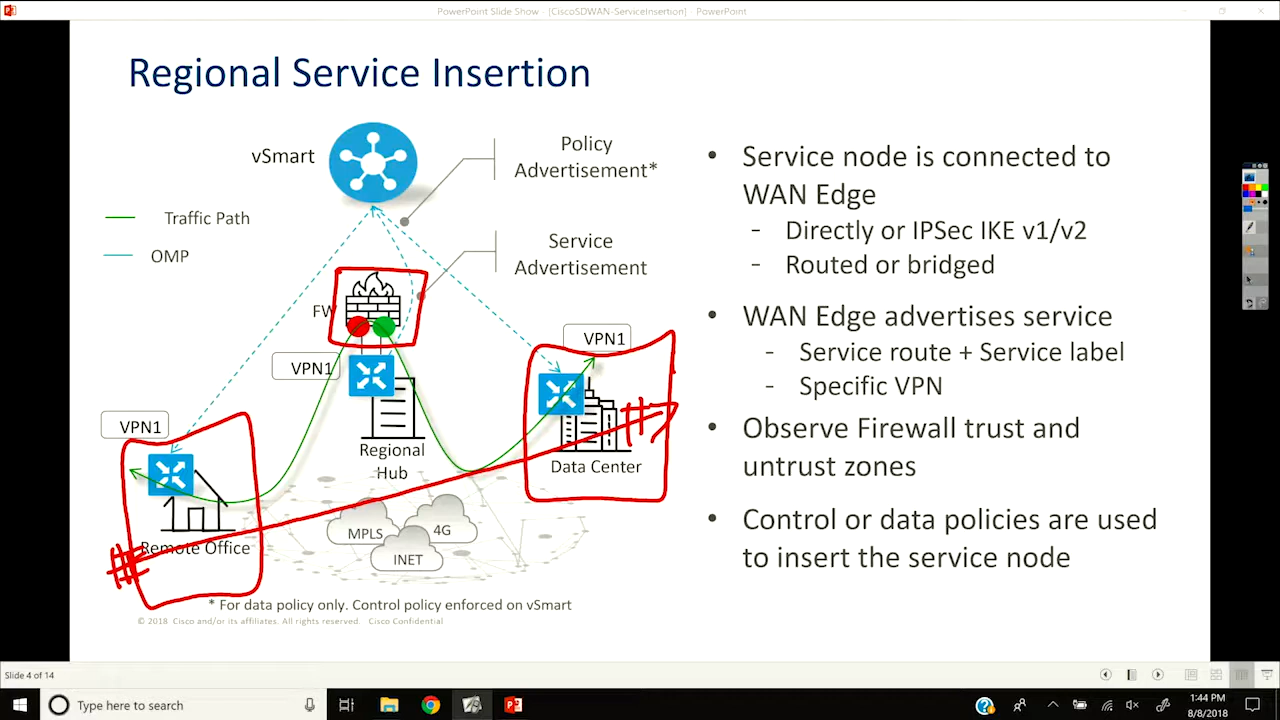 PowerPoint Slide Show - [CiscoSDWAN-ServiceInsertion] - PowerPoint
Regional Service Insertion
vSmart
Policy
Advertisement*
Traffic Path
OMP
Service
Advertisement
FW
VPN1
VPN1
VPN1
Regional
Hub
Data Center
Remote Office
MPLS
4G
INET
* For data policy only. Control policy enforced on vSmart
© 2018 Cisco and/or its affiliates. All rights reserved. Cisco Confidential
• Service node is connected to
WAN Edge
- Directly or IPSec IKE v1/v2
- Routed or bridged
• WAN Edge advertises service
- Service route + Service label
- Specific VPN
• Observe Firewall trust and
untrust zones
• Control or data policies are used
to insert the service node
Slide 4 of 14
Type here to search
1:44 PM
8/8/2018